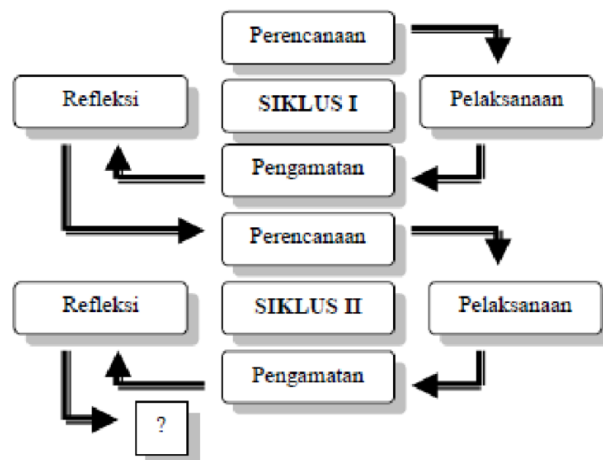 Perencanaan
Refleksi
SIKLUS I
Pelaksanaan
Pengamatan
Perencanaan
Refleksi
SIKLUS II
Pelaksanaan
Pengamatan
?